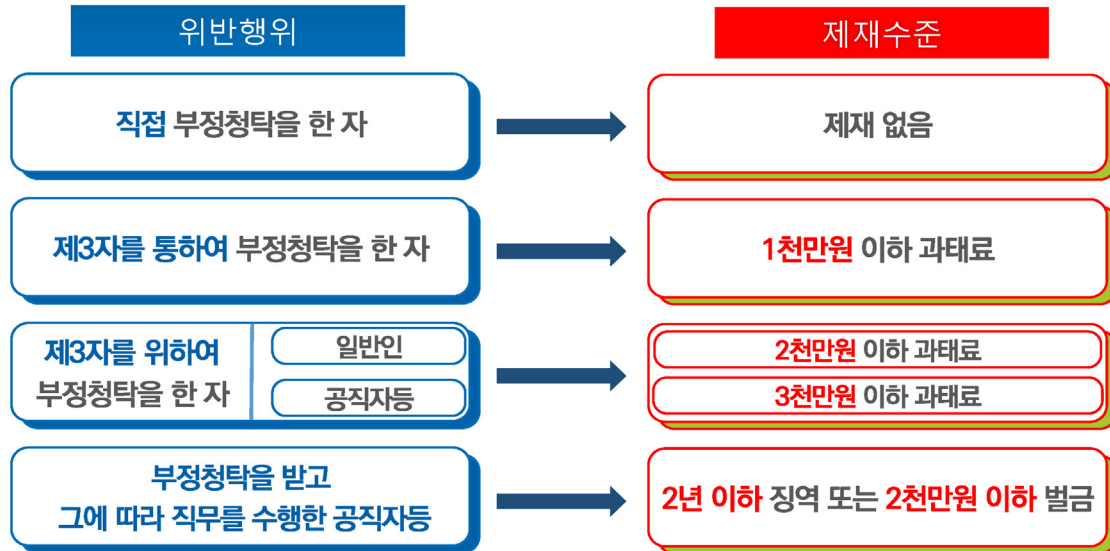 위반행위
제재수준
직접 부정청탁을 한 자
제재 없음
제3자를 통하여 부정청탁을 한 자
1천만원 이하 과태료
제3자를 위하여
부정청탁을 한 자
일반인
공직자등
2천만원 이하 과태료
3천만원 이하 과태료
부정청탁을 받고
그에 따라 직무를 수행한 공직자등
2년 이하 징역 또는 2천만원 이하 벌금